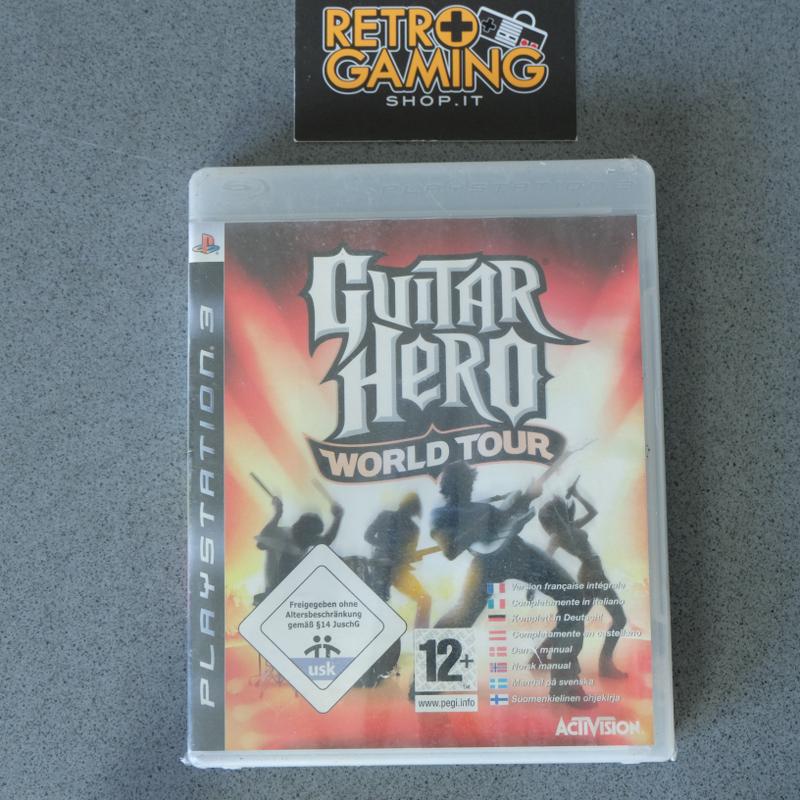 RETRO
GAMING
SHOP.IT
PLAYSTATION 3
PLAYSTATION 3
GUITAR
HERO
WORLD TOUR
Freigegeben ohne
Altersbeschränkung
gemäß §14 JuschG
usk
12+
www.pegi.info
Version française intégrale
Completamente in italiano
Komplett in Deutsch!
Completamente en castellano
Dansk manual
Norsk manual
Manual på svenska
Suomenkielinen ohjekirja
ACTIVISION